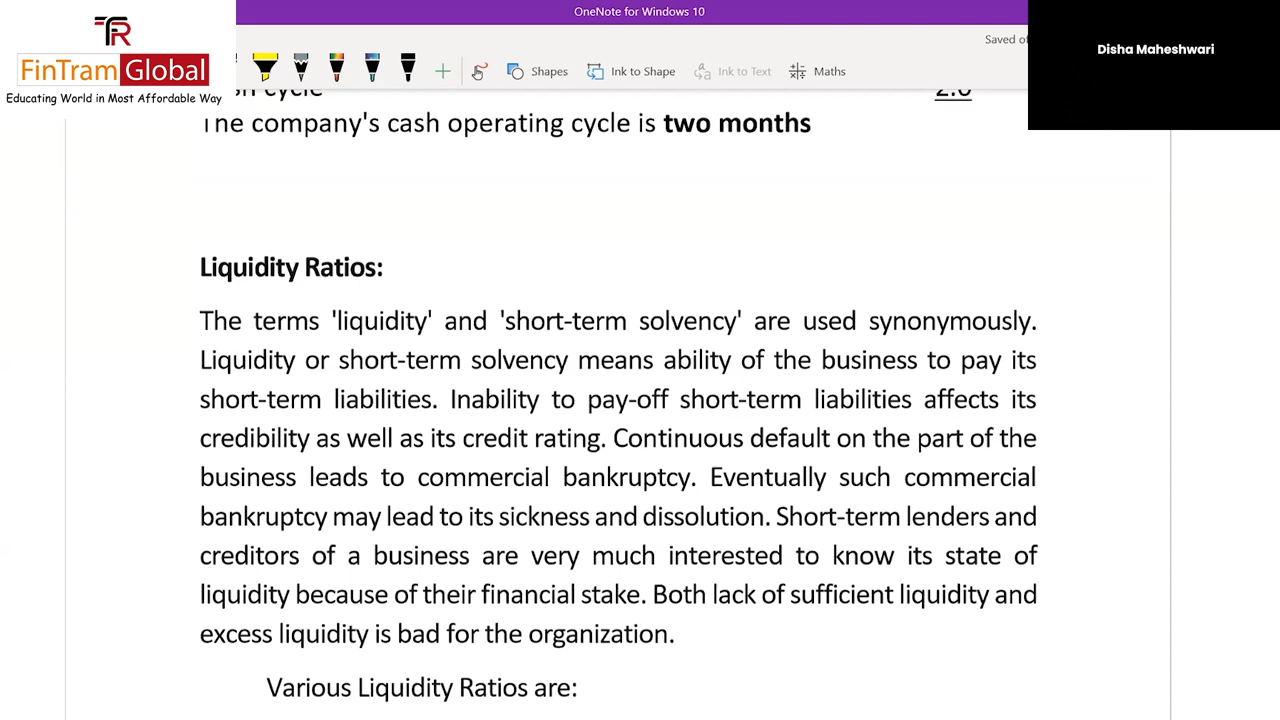 OneNote for Windows 10
TR
FinTram Global
Educating World in Most Affordable Way
Shapes
Ink to Shape
Ink to Text
Maths
Saved
Disha Maheshwari
cycle
The company's cash operating cycle is two months
Liquidity Ratios:
The terms 'liquidity' and 'short-term solvency' are used synonymously.
Liquidity or short-term solvency means ability of the business to pay its
short-term liabilities. Inability to pay-off short-term liabilities affects its
credibility as well as its credit rating. Continuous default on the part of the
business leads to commercial bankruptcy. Eventually such commercial
bankruptcy may lead to its sickness and dissolution. Short-term lenders and
creditors of a business are very much interested to know its state of
liquidity because of their financial stake. Both lack of sufficient liquidity and
excess liquidity is bad for the organization.
Various Liquidity Ratios are: